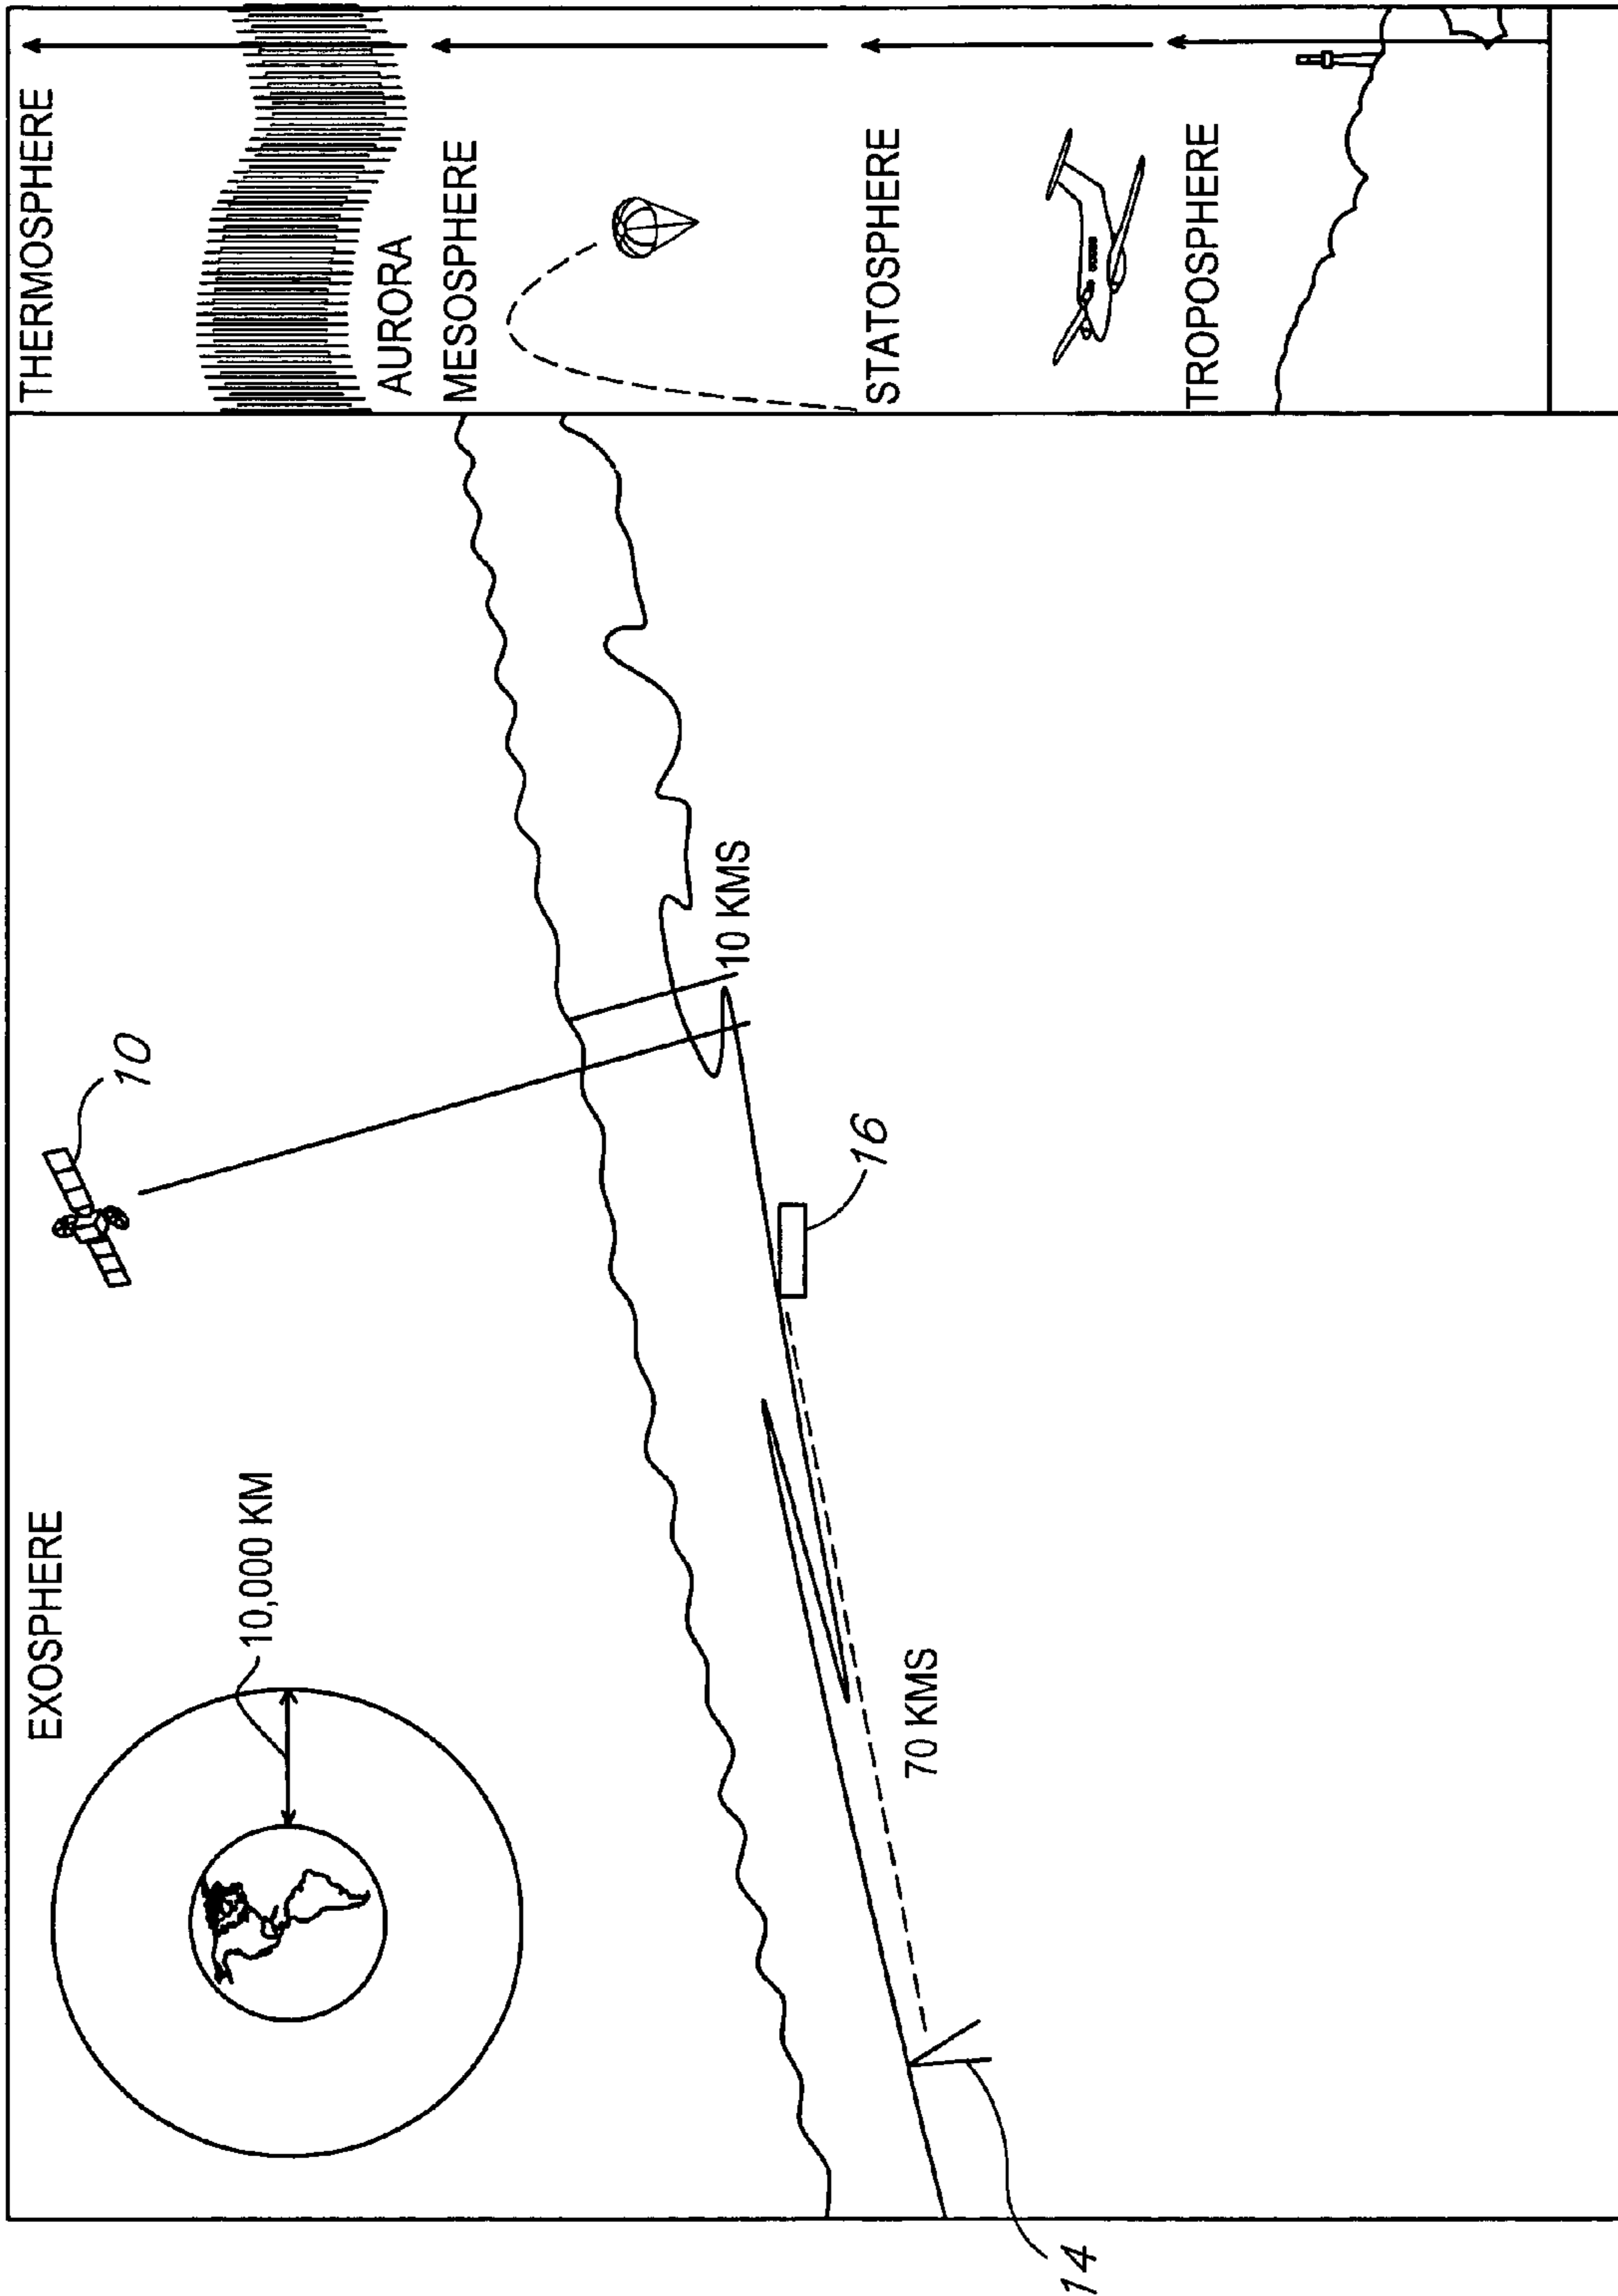 EXOSPHERE
10,000 KM
10
10 KMS
16
70 KMS
14
THERMOSPHERE
AURORA
MESOSPHERE
STATOSPHERE
TROPOSPHERE